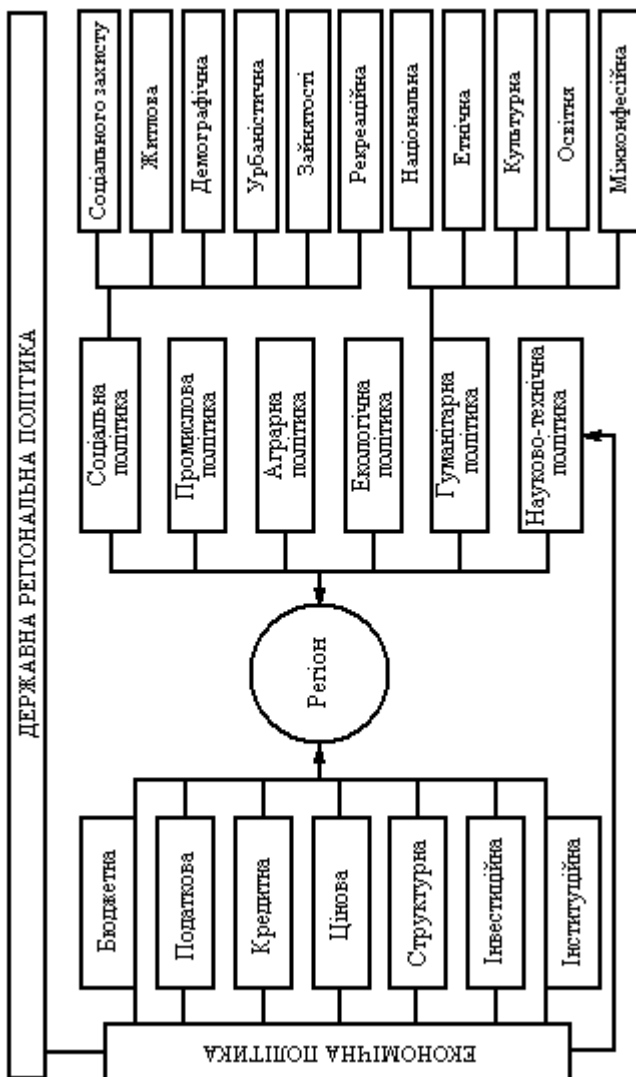 ДЕРЖАВНА РЕГІОНАЛЬНА ПОЛІТИКА
ЕКОНОМІЧНА ПОЛІТИКА
Бюджетна
Податкова
Кредитна
Цінова
Структурна
Інвестиційна
Інституційна
Регіон
Соціальна
політика
Промислова
політика
Аграрна
політика
Екологічна
політика
Гуманітарна
політика
Науково-технічна
політика
Соціального захисту
Житлова
Демографічна
Урбаністична
Зайнятості
Рекреаційна
Національна
Етнічна
Культурна
Освітня
Міжконфесійна